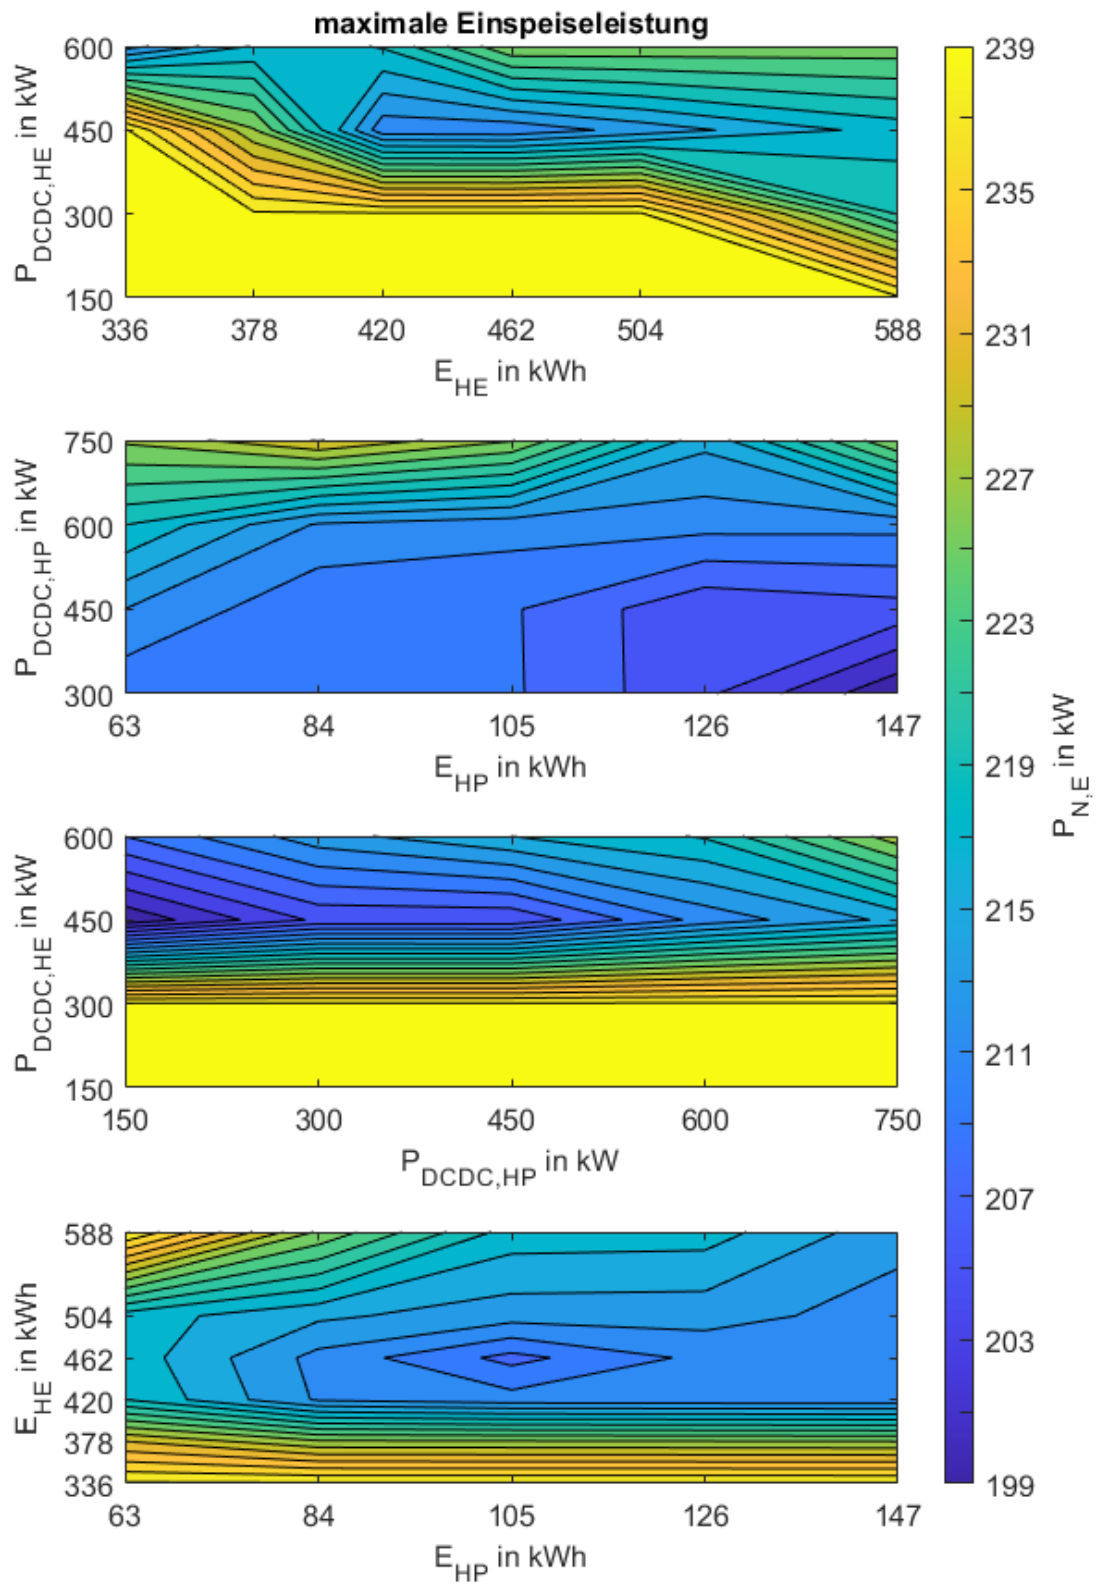 maximale Einspeiseleistung
600
450
300
150
P_DCDC,HE in kW
336 378 420 462 504 588
E_HE in kWh
750
600
450
300
P_DCDC,HP in kW
63 84 105 126 147
E_HP in kWh
600
450
300
150
P_DCDC,HE in kW
150 300 450 600 750
P_DCDC,HP in kW
588
504
462
420
378
336
E_HE in kWh
63 84 105 126 147
E_HP in kWh
239
235
231
227
223
219
215
211
207
203
199
P_N,E in kW